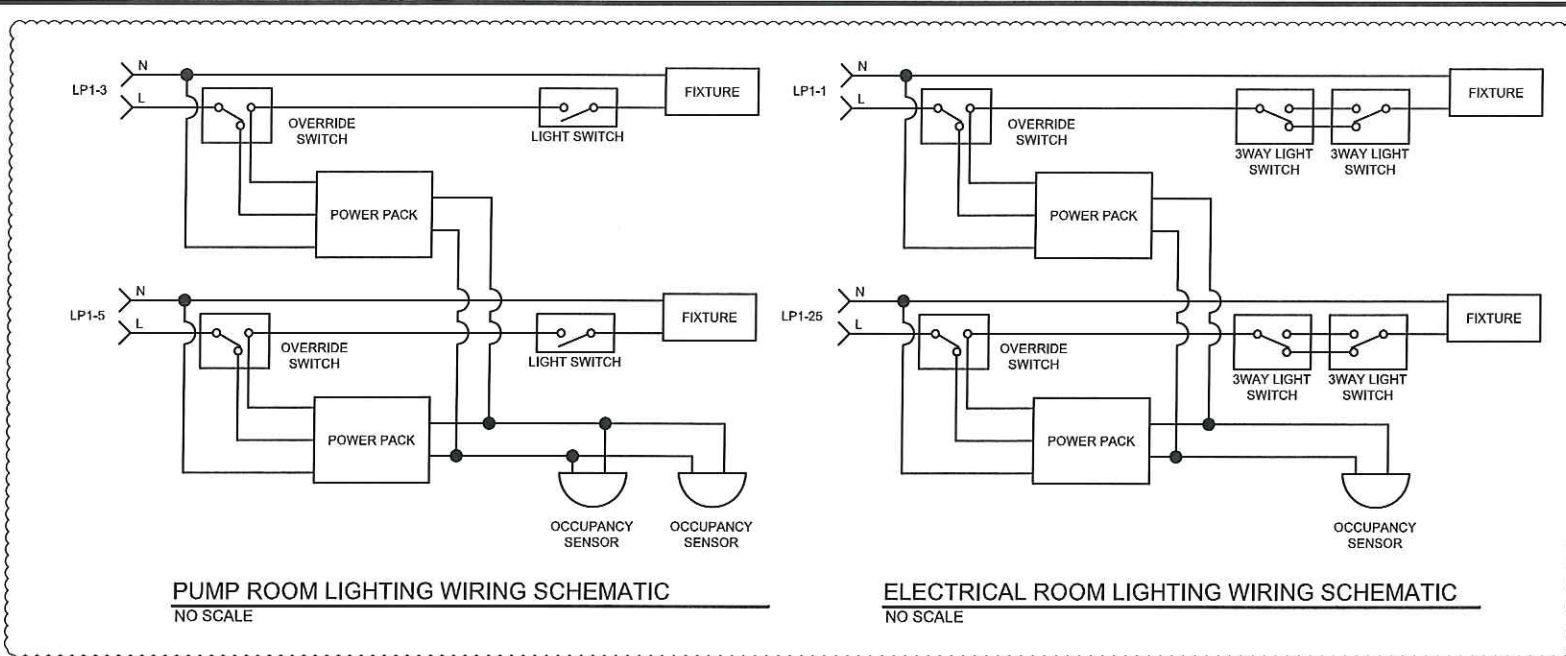 N
LP1-3
L
OVERRIDE
SWITCH
LIGHT SWITCH
FIXTURE
POWER PACK
N
LP1-5
L
OVERRIDE
SWITCH
LIGHT SWITCH
FIXTURE
POWER PACK
OCCUPANCY
SENSOR
OCCUPANCY
SENSOR
PUMP ROOM LIGHTING WIRING SCHEMATIC
NO SCALE
N
LP1-1
L
OVERRIDE
SWITCH
3WAY LIGHT
SWITCH
3WAY LIGHT
SWITCH
FIXTURE
POWER PACK
N
LP1-25
L
OVERRIDE
SWITCH
3WAY LIGHT
SWITCH
3WAY LIGHT
SWITCH
FIXTURE
POWER PACK
OCCUPANCY
SENSOR
ELECTRICAL ROOM LIGHTING WIRING SCHEMATIC
NO SCALE